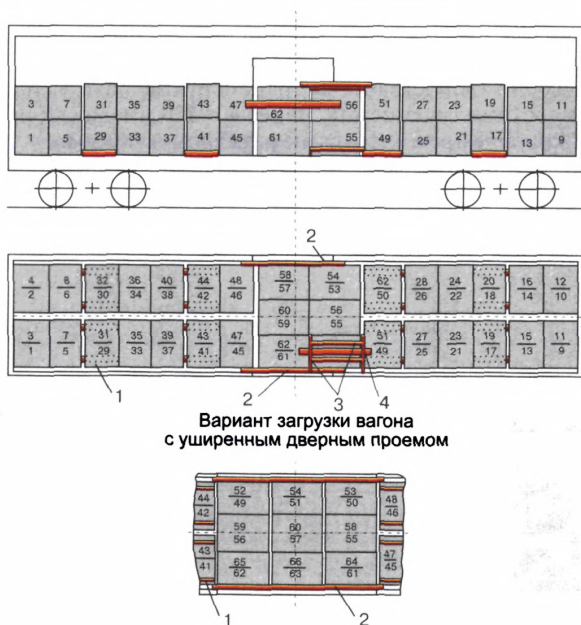 3 7 31 35 39 43 47 56 51 27 23 19 15 11
62
1 5 29 33 37 41 45 61 55 49 25 21 17 13 9
+ +
2
4 8 32 36 40 44 48 58 54 62 28 24 20 16 12
2 6 30 34 38 42 46 57 53 50 26 22 18 14 10
60 56
59 55
3 7 31 35 39 43 47 62 51 27 23 19 15 11
1 5 29 33 37 41 45 61 49 25 21 17 13 9
1 2 3 4
Вариант загрузки вагона
с уширенным дверным проемом
44 52 54 53 48
42 49 51 50 46
59 60 58
56 57 55
43 65 66 64 47
41 62 63 61 45
1 2